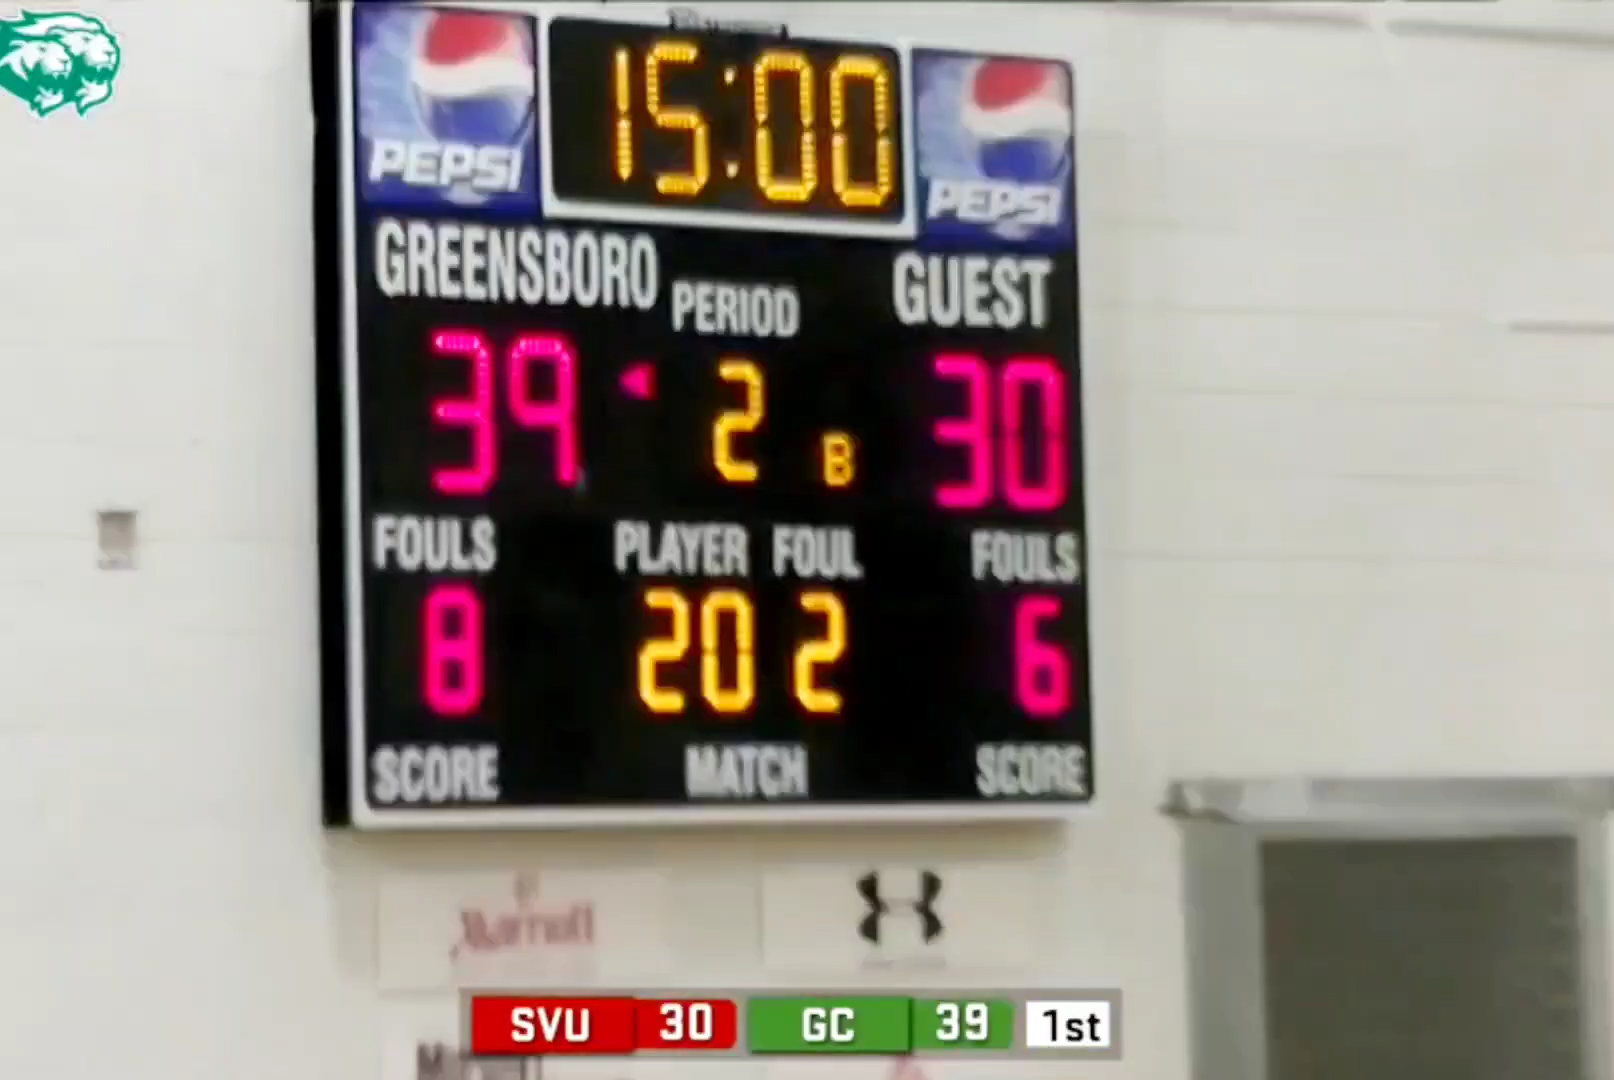 15:00
PEPSI
PEPSI
GREENSBORO
PERIOD
GUEST
39
2
B
30
FOULS
PLAYER FOUL
FOULS
8
20 2
6
SCORE
MATCH
SCORE
Marriott
SVU 30 GC 39 1st